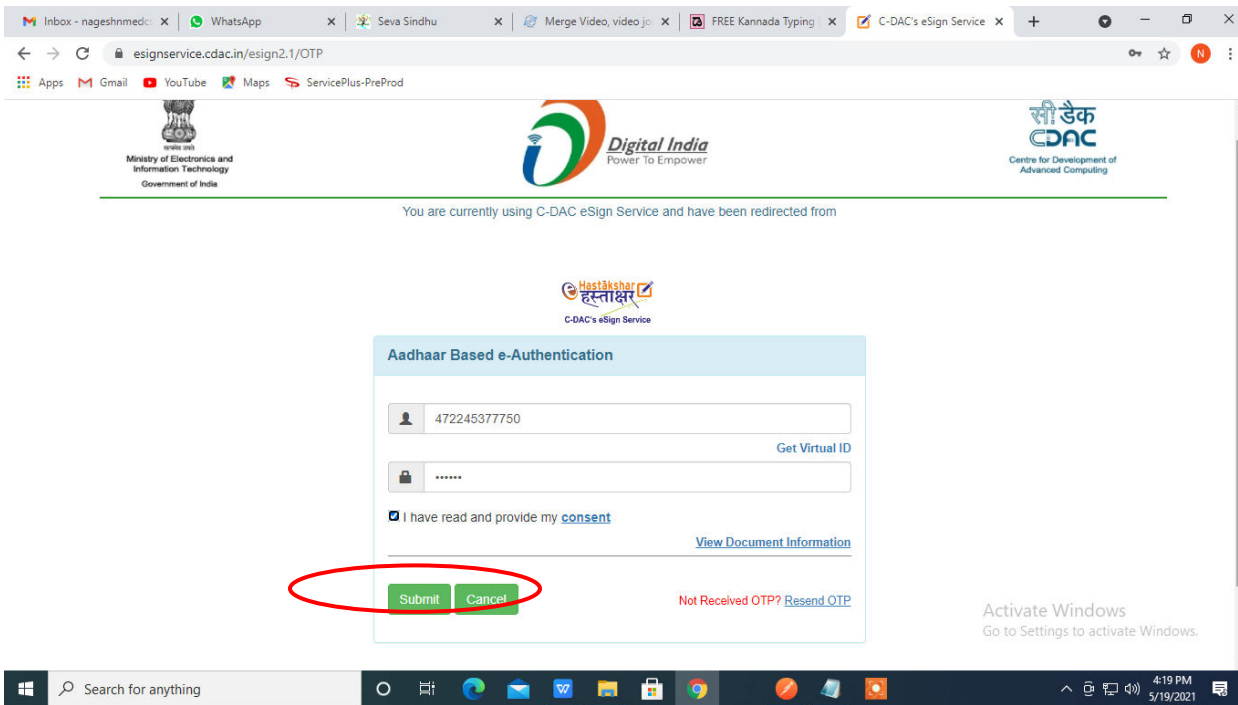 Inbox - nageshnmedc
WhatsApp
Seva Sindhu
Merge Video, video jo
FREE Kannada Typing
C-DAC's eSign Service
esignservice.cdac.in/esign2.1/OTP
N
Apps
Gmail
YouTube
Maps
ServicePlus-PreProd
Ministry of Electronics and
Information Technology
Government of India
Digital India
Power To Empower
सी डैक
CDAC
Centre for Development of
Advanced Computing
You are currently using C-DAC eSign Service and have been redirected from
e Hastākshar
हस्ताक्षर
C-DAC's eSign Service
Aadhaar Based e-Authentication
472245377750
Get Virtual ID
••••••
I have read and provide my consent
View Document Information
Submit
Cancel
Not Received OTP? Resend OTP
Activate Windows
Go to Settings to activate Windows.
Search for anything
4:19 PM
5/19/2021